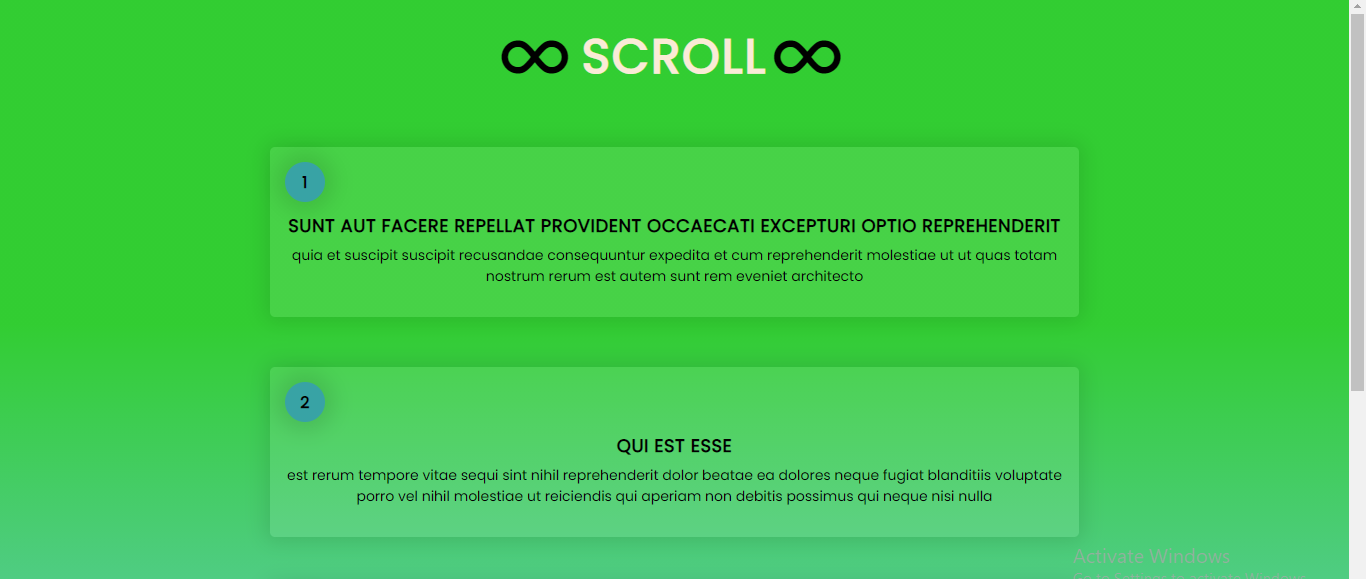 ∞ SCROLL ∞
1
SUNT AUT FACERE REPELLAT PROVIDENT OCCAECATI EXCEPTURI OPTIO REPREHENDERIT
quia et suscipit suscipit recusandae consequuntur expedita et cum reprehenderit molestiae ut ut quas totam
nostrum rerum est autem sunt rem eveniet architecto
2
QUI EST ESSE
est rerum tempore vitae sequi sint nihil reprehenderit dolor beatae ea dolores neque fugiat blanditiis voluptate
porro vel nihil molestiae ut reiciendis qui aperiam non debitis possimus qui neque nisi nulla
Activate Windows